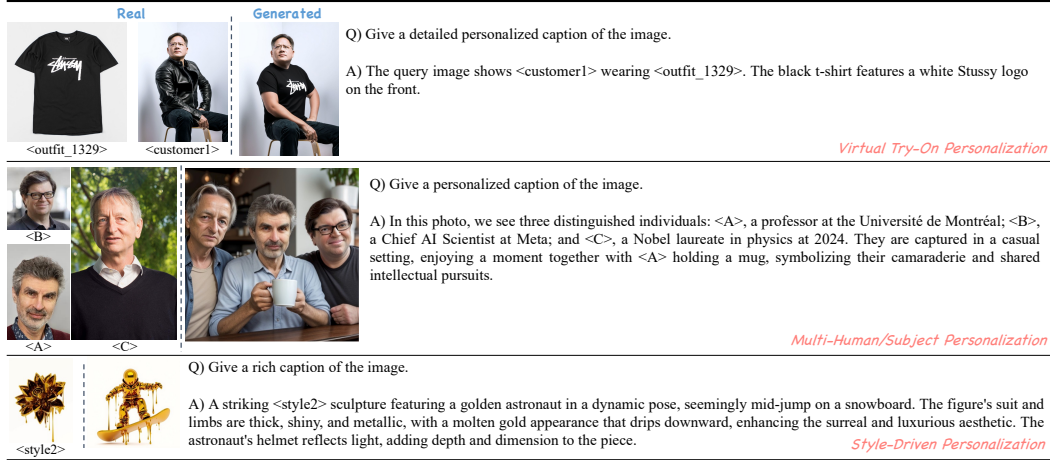 Real
Generated
Stussy
<outfit_1329>
<customer1>
Stussy
Q) Give a detailed personalized caption of the image.
A) The query image shows <customer1> wearing <outfit_1329>. The black t-shirt features a white Stussy logo
on the front.
Virtual Try-On Personalization
<B>
<A>
<C>
Q) Give a personalized caption of the image.
A) In this photo, we see three distinguished individuals: <A>, a professor at the Université de Montréal; <B>,
a Chief AI Scientist at Meta; and <C>, a Nobel laureate in physics at 2024. They are captured in a casual
setting, enjoying a moment together with <A> holding a mug, symbolizing their camaraderie and shared
intellectual pursuits.
Multi-Human/Subject Personalization
<style2>
Q) Give a rich caption of the image.
A) A striking <style2> sculpture featuring a golden astronaut in a dynamic pose, seemingly mid-jump on a snowboard. The figure's suit and
limbs are thick, shiny, and metallic, with a molten gold appearance that drips downward, enhancing the surreal and luxurious aesthetic. The
astronaut's helmet reflects light, adding depth and dimension to the piece.
Style-Driven Personalization